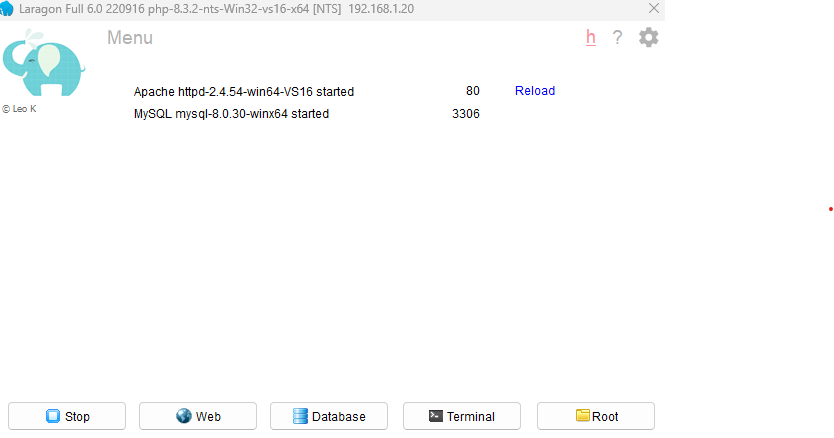 Laragon Full 6.0 220916 php-8.3.2-nts-Win32-vs16-x64 [NTS] 192.168.1.20
Menu h ?
© Leo K
Apache httpd-2.4.54-win64-VS16 started 80 Reload
MySQL mysql-8.0.30-winx64 started 3306
Stop Web Database Terminal Root